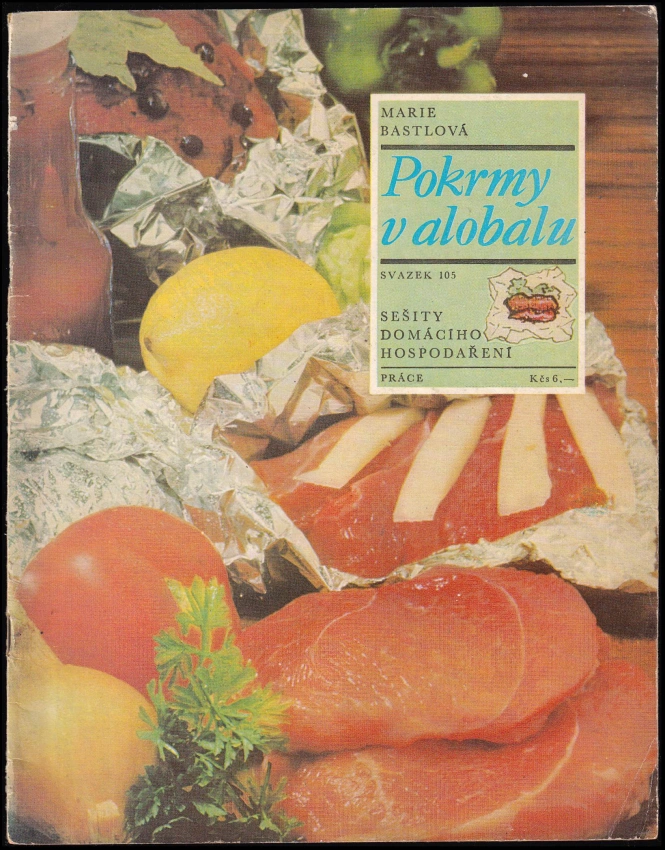 MARIE
BASTLOVÁ
Pokrmy
v alobalu
SVAZEK 105
SEŠITY
DOMÁCÍHO
HOSPODAŘENÍ
PRÁCE Kčs 6,—